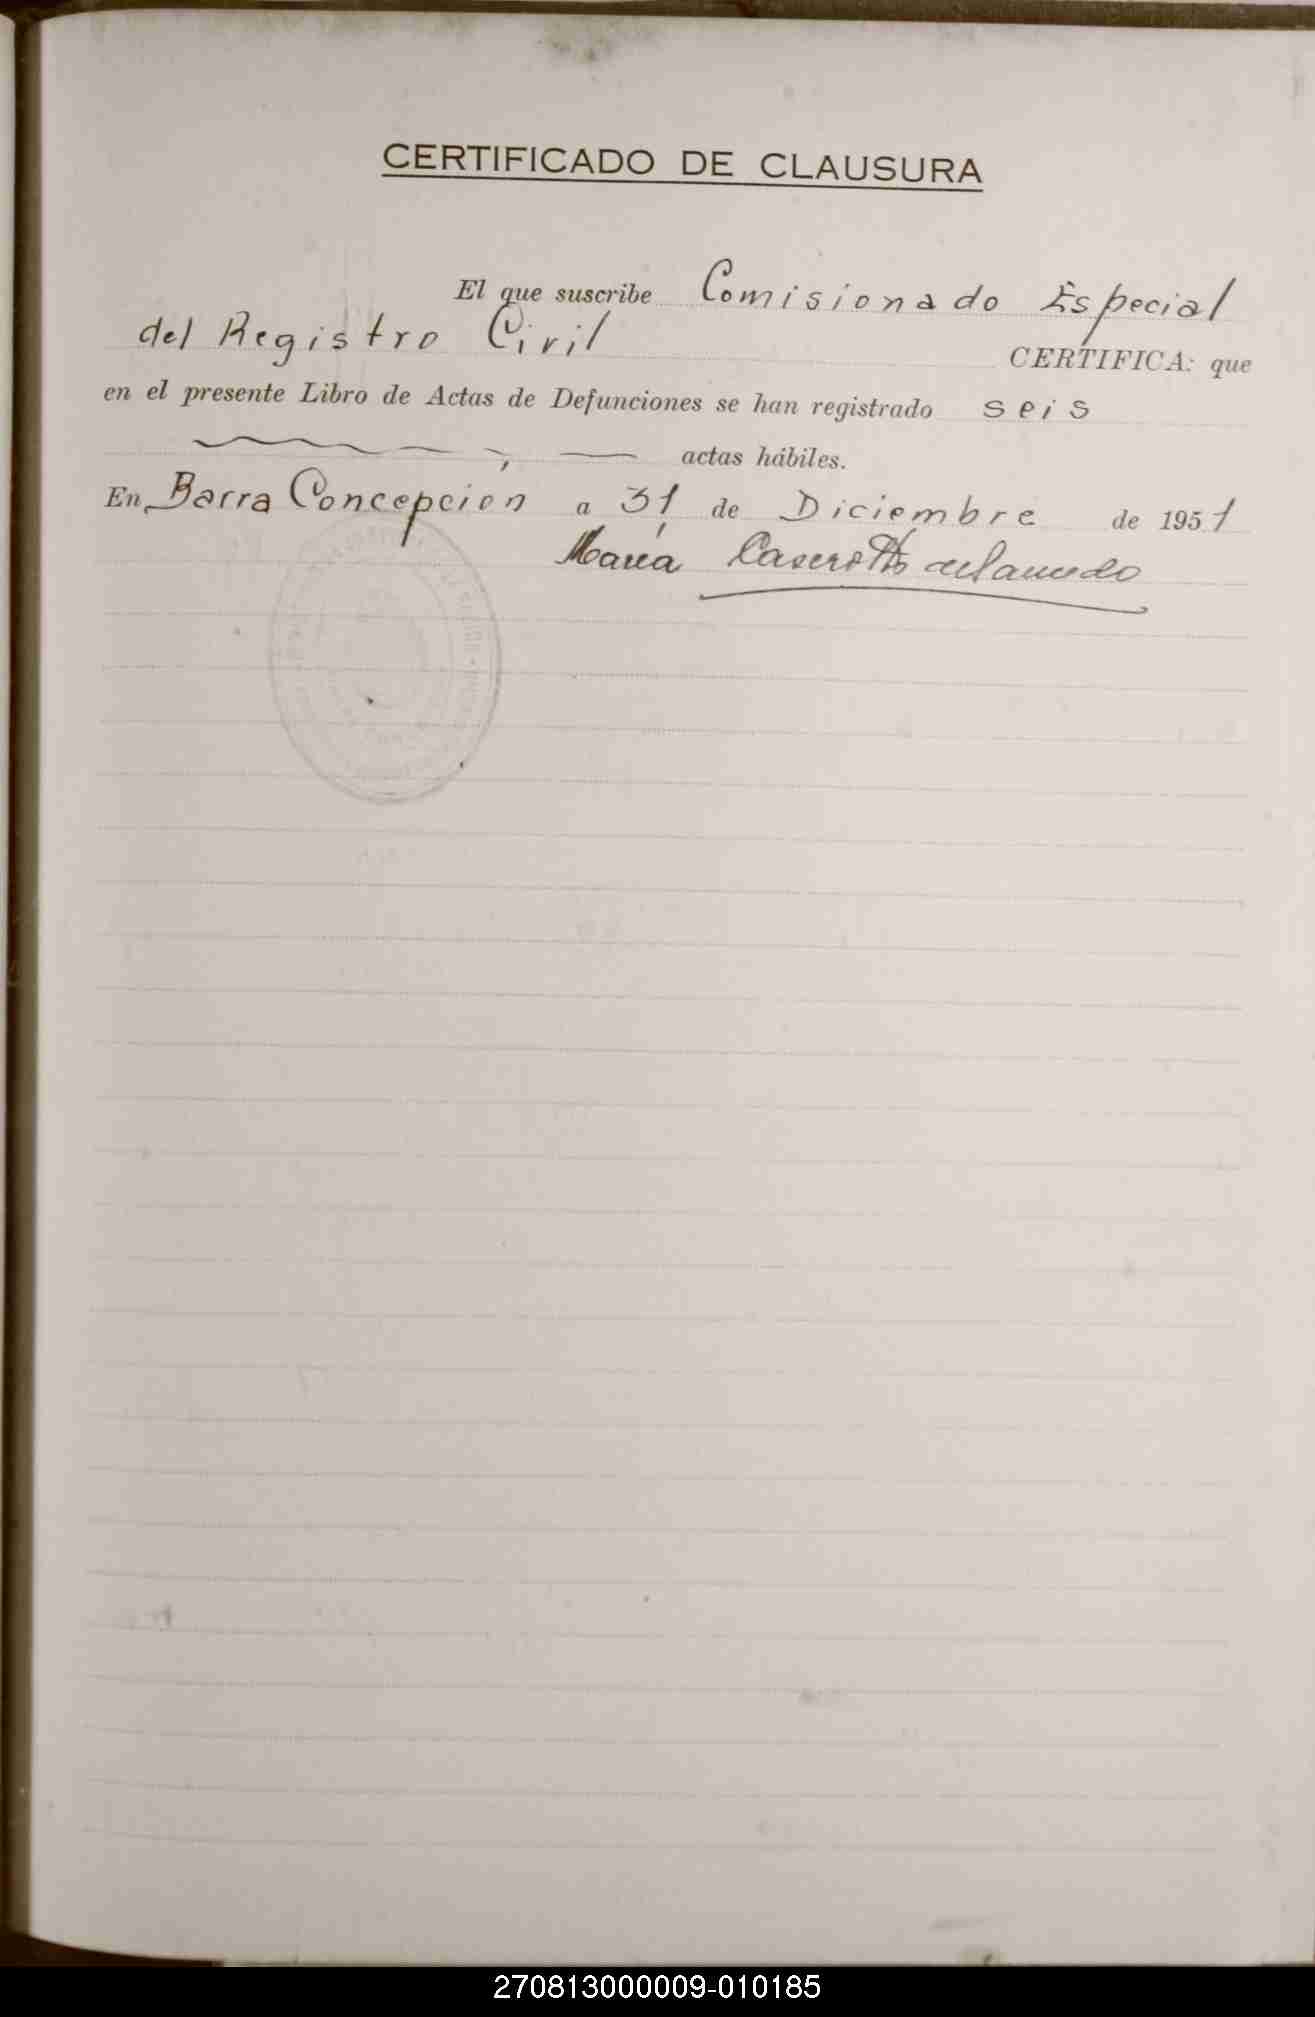 CERTIFICADO DE CLAUSURA
El que suscribe Comisionado Especial
del Registro Civil CERTIFICA: que
en el presente Libro de Actas de Defunciones se han registrado seis
actas hábiles.
En Barra Concepcion a 31 de Diciembre de 1951
María
270813000009-010185